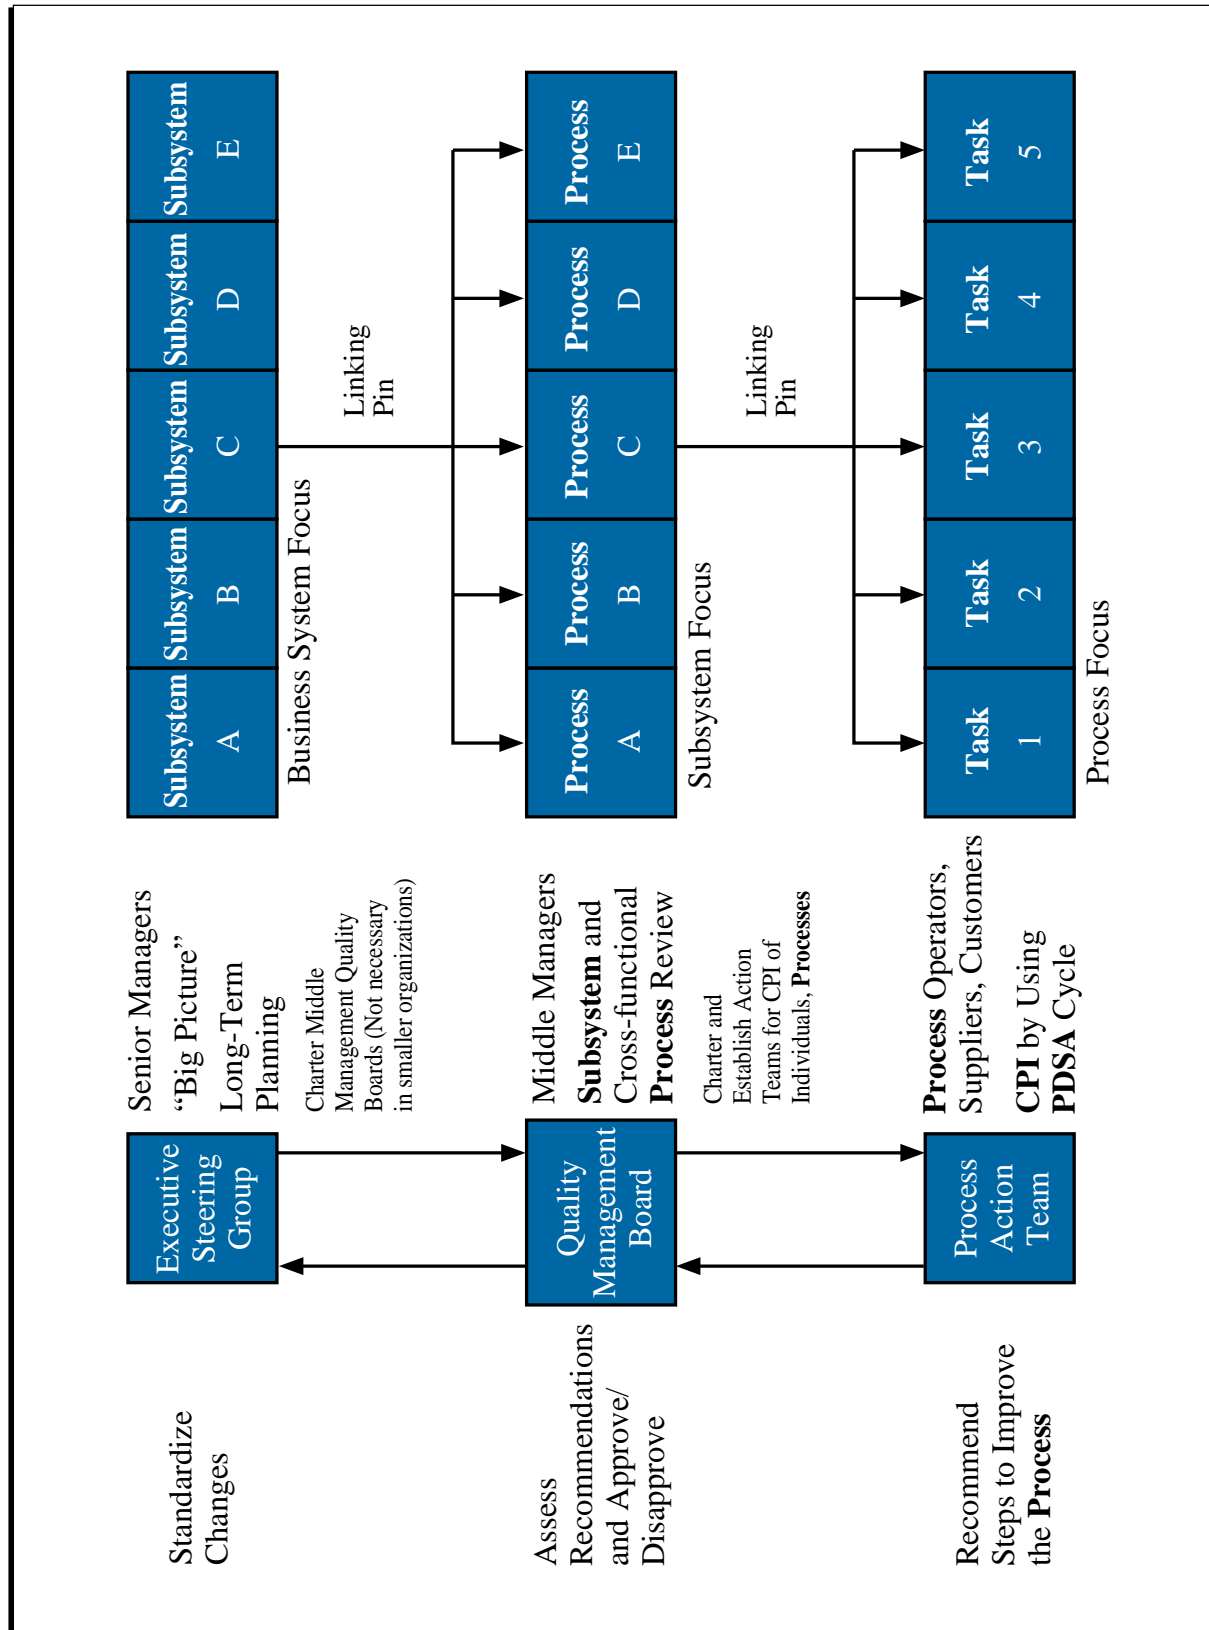 Standardize
Changes
Executive
Steering
Group
Senior Managers
“Big Picture”
Long-Term
Planning
Subsystem
A
Subsystem
B
Subsystem
C
Subsystem
D
Subsystem
E
Business System Focus
Charter Middle
Management Quality
Boards (Not necessary
in smaller organizations)
Linking
Pin
Assess
Recommendations
and Approve/
Disapprove
Quality
Management
Board
Middle Managers
Subsystem and
Cross-functional
Process Review
Process
A
Process
B
Process
C
Process
D
Process
E
Subsystem Focus
Charter and
Establish Action
Teams for CPI of
Individuals, Processes
Linking
Pin
Recommend
Steps to Improve
the Process
Process
Action
Team
Process Operators,
Suppliers, Customers
CPI by Using
PDSA Cycle
Task
1
Task
2
Task
3
Task
4
Task
5
Process Focus